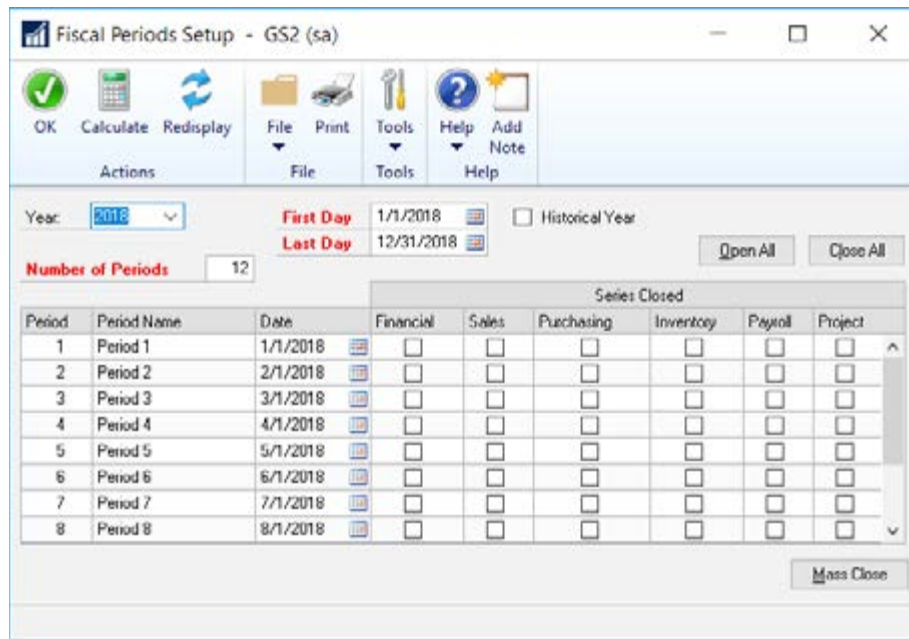 Fiscal Periods Setup - GS2 (sa)
OK Calculate Redisplay File Print Tools Help Add Note
Actions File Tools Help
Year: 2018 First Day 1/1/2018 Historical Year
Last Day 12/31/2018 Open All Close All
Number of Periods 12
Series Closed
Period Period Name Date Financial Sales Purchasing Inventory Payroll Project
1 Period 1 1/1/2018
2 Period 2 2/1/2018
3 Period 3 3/1/2018
4 Period 4 4/1/2018
5 Period 5 5/1/2018
6 Period 6 6/1/2018
7 Period 7 7/1/2018
8 Period 8 8/1/2018
Mass Close